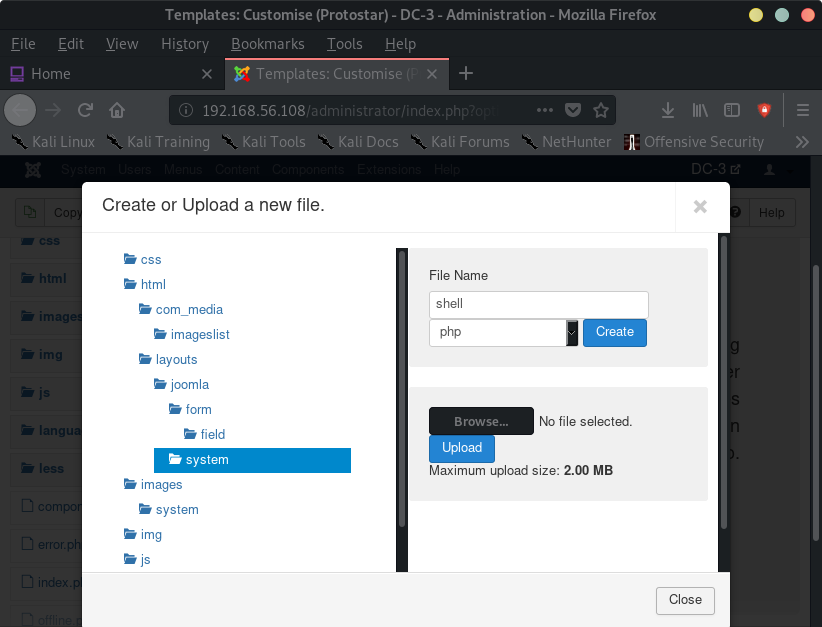 Templates: Customise (Protostar) - DC-3 - Administration - Mozilla Firefox
File Edit View History Bookmarks Tools Help
Home
Templates: Customise (P
192.168.56.108/administrator/index.php?opt
Kali Linux Kali Training Kali Tools Kali Docs Kali Forums NetHunter Offensive Security
System Users Menus Content Components Extensions Help DC-3
Create or Upload a new file.
Copy
Help
css
html
images
img
js
langua
less
compon
error.ph
index.ph
offline.p
css
html
com_media
imageslist
layouts
joomla
form
field
system
images
system
img
js
File Name
shell
php
Create
Browse...
No file selected.
Upload
Maximum upload size: 2.00 MB
g
er
s
n
o.
Close